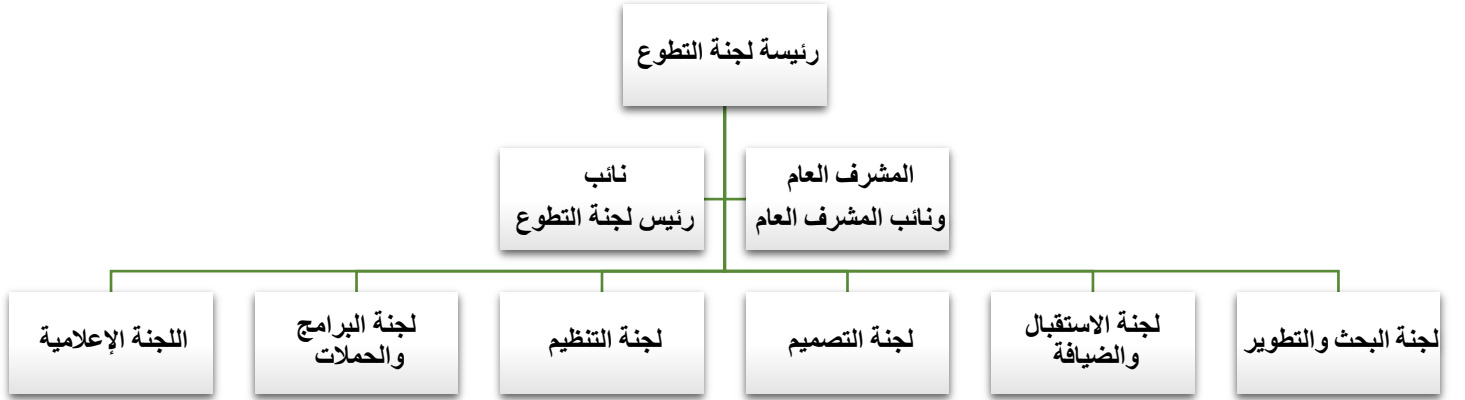 رئيسة لجنة التطوع
المشرف العام
ونائب المشرف العام
نائب
رئيس لجنة التطوع
لجنة البحث والتطوير
لجنة الاستقبال
والضيافة
لجنة التصميم
لجنة التنظيم
لجنة البرامج
والحملات
اللجنة الإعلامية